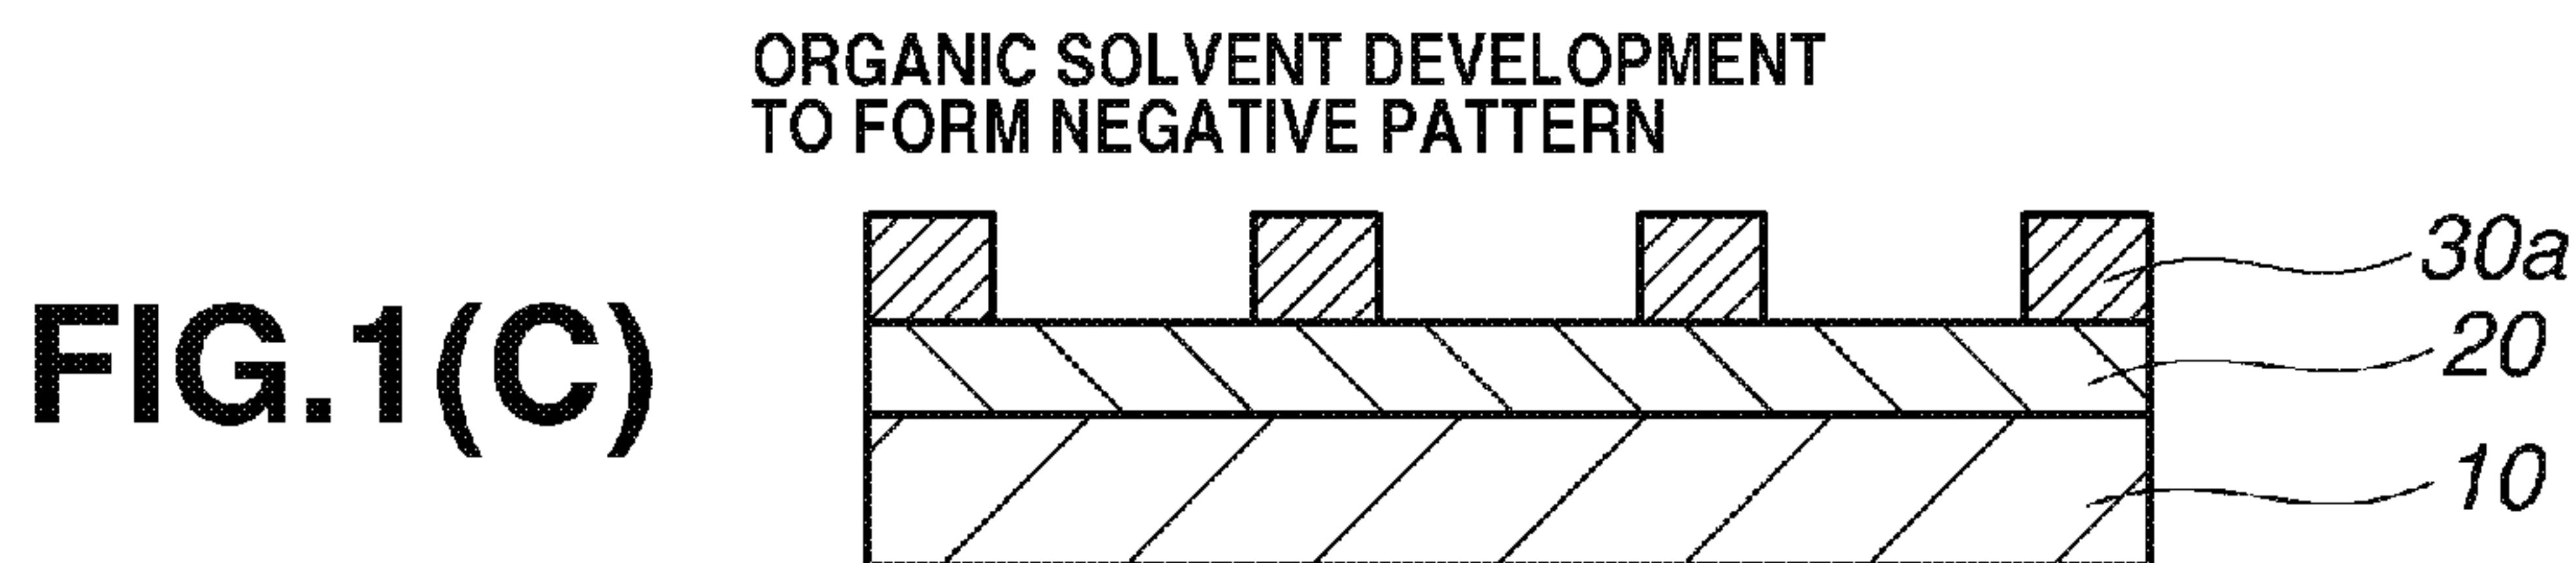 ORGANIC SOLVENT DEVELOPMENT
TO FORM NEGATIVE PATTERN
30a
20
FIG.1(C)
10